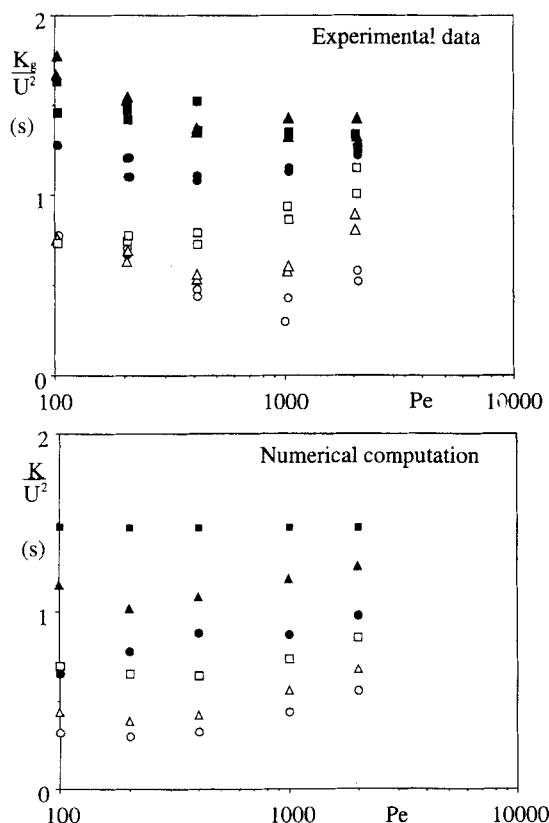 2
Experimental data
K_g
U²
(s)
1
0
100 1000 Pe 10000
2
Numerical computation
K
U²
(s)
1
0
100 1000 Pe 10000